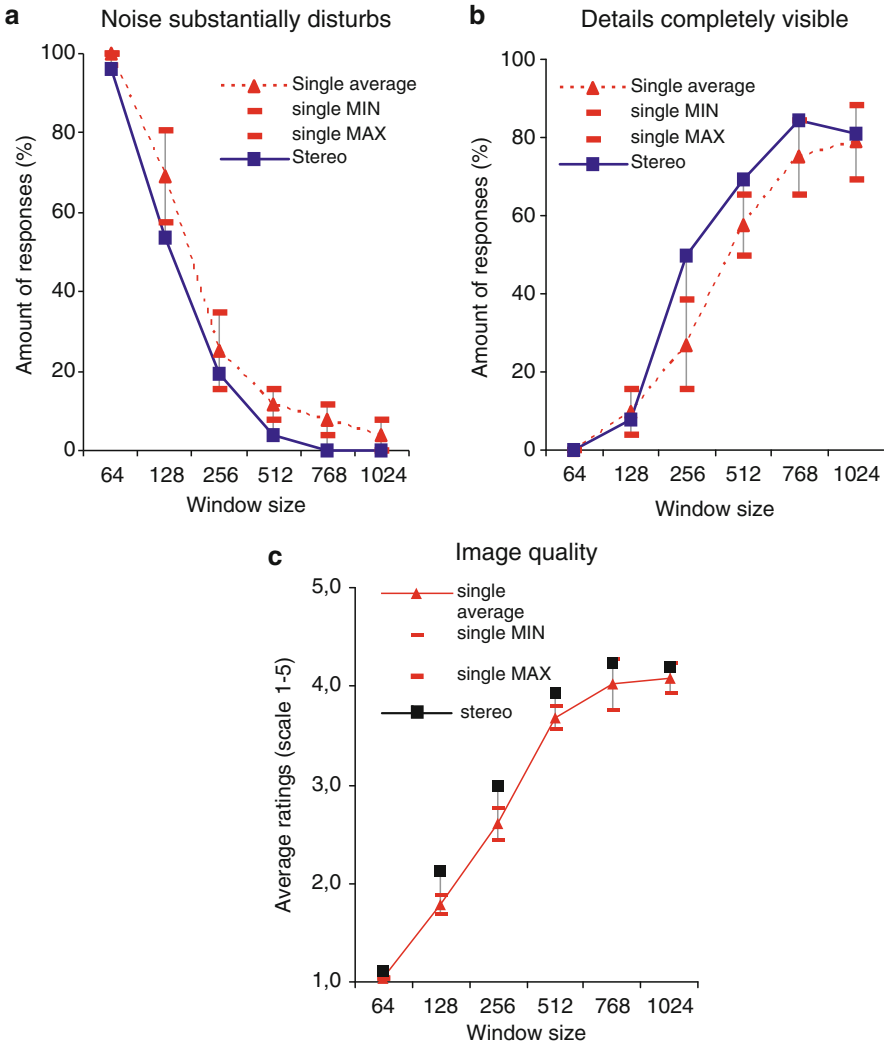 a Noise substantially disturbs
100
80
60
40
20
0
Amount of responses (%)
Single average
single MIN
single MAX
Stereo
64 128 256 512 768 1024
Window size
b Details completely visible
100
80
60
40
20
0
Amount of responses (%)
Single average
single MIN
single MAX
Stereo
64 128 256 512 768 1024
Window size
c Image quality
5,0
4,0
3,0
2,0
1,0
Average ratings (scale 1-5)
single
average
single MIN
single MAX
stereo
64 128 256 512 768 1024
Window size